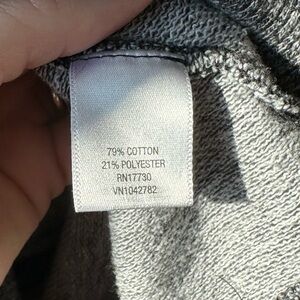 79% COTTON
21% POLYESTER
RN17730
VN1042782